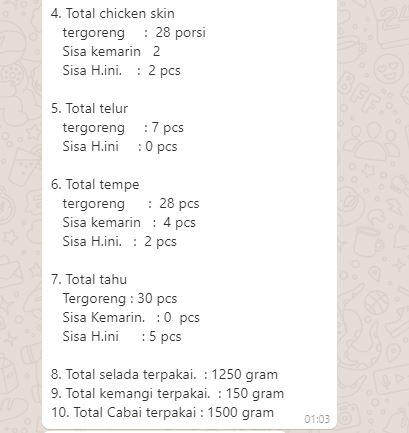 4. Total chicken skin
tergoreng : 28 porsi
Sisa kemarin 2
Sisa H.ini. : 2 pcs
5. Total telur
tergoreng : 7 pcs
Sisa H.ini : 0 pcs
6. Total tempe
tergoreng : 28 pcs
Sisa kemarin : 4 pcs
Sisa H.ini. : 2 pcs
7. Total tahu
Tergoreng : 30 pcs
Sisa Kemarin. : 0 pcs
Sisa H.ini : 5 pcs
8. Total selada terpakai. : 1250 gram
9. Total kemangi terpakai. : 150 gram
10. Total Cabai terpakai : 1500 gram
01:03